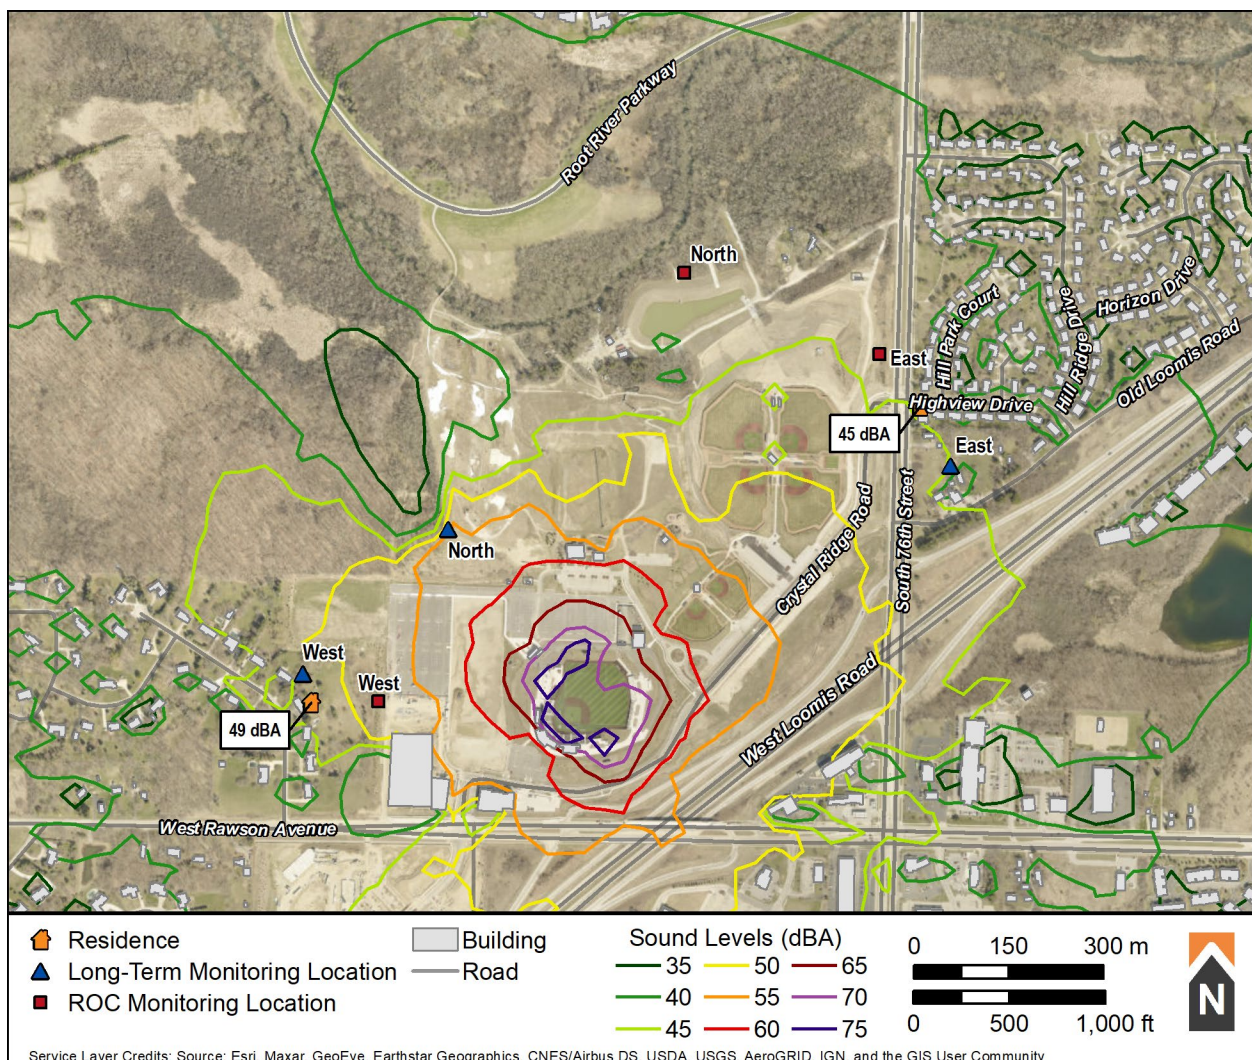 Root River Parkway
North
East
Hill Park Court
Hill Ridge Drive
Horizon Drive
Old Loomis Road
Highview Drive
45 dBA
East
North
Crystal Ridge Road
South 76th Street
West
West
49 dBA
West Loomis Road
West Rawson Avenue
Residence
Long-Term Monitoring Location
ROC Monitoring Location
Building
Road
Sound Levels (dBA)
35 50 65
40 55 70
45 60 75
0 150 300 m
0 500 1,000 ft
N
Service Layer Credits: Source: Esri, Maxar, GeoEye, Earthstar Geographics, CNES/Airbus DS, USDA, USGS, AeroGRID, IGN, and the GIS User Community